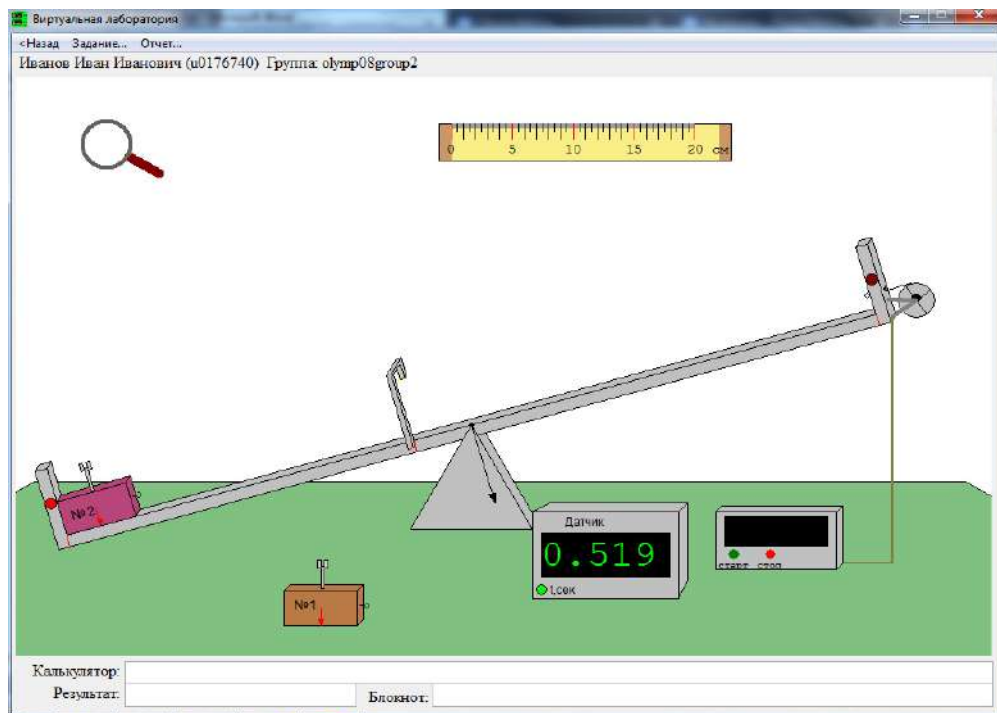 Виртуальная лаборатория
<Назад Задание... Отчет...
Иванов Иван Иванович (u0176740) Группа: olymp08group2
0 5 10 15 20 см
№2
Датчик
0.519
t,сек
старт стоп
№1
Калькулятор:
Результат: Блокнот: